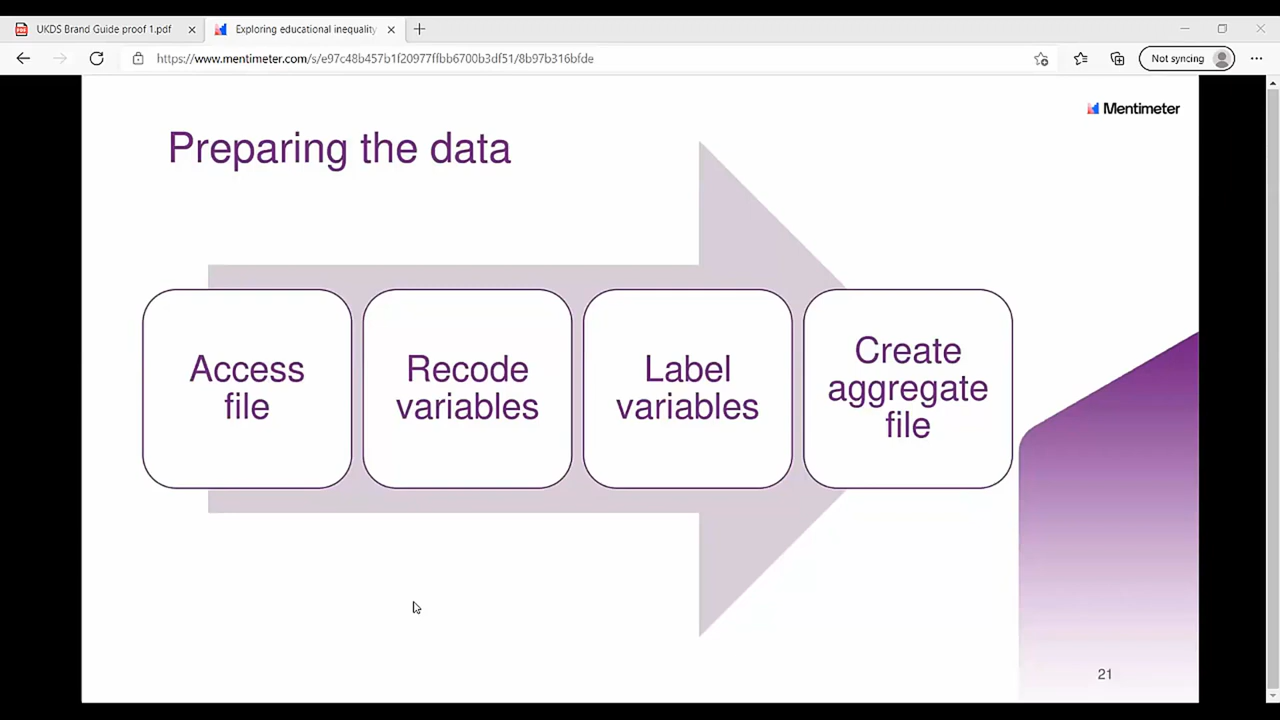 UKDS Brand Guide proof 1.pdf
Exploring educational inequality
https://www.mentimeter.com/s/e97c48b457b1f20977ffbb6700b3df51/8b97b316bfde
Not syncing
Mentimeter
Preparing the data
Access
file
Recode
variables
Label
variables
Create
aggregate
file
21